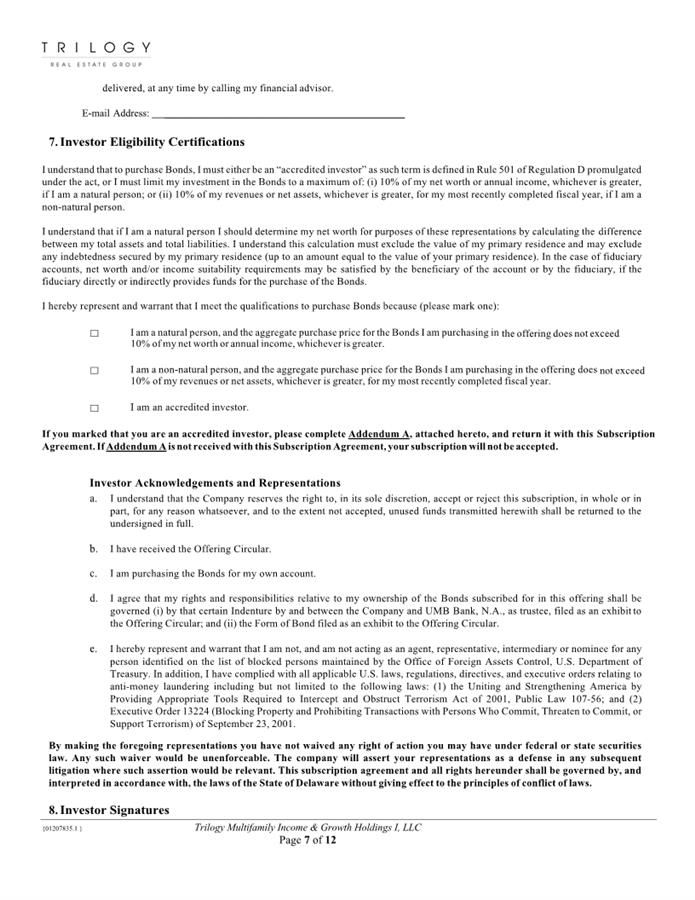 TRILOGY
REAL ESTATE GROUP
delivered, at any time by calling my financial advisor.
E-mail Address: ___________________________________________
7. Investor Eligibility Certifications
I understand that to purchase Bonds, I must either be an “accredited investor” as such term is defined in Rule 501 of Regulation D promulgated
under the act, or I must limit my investment in the Bonds to a maximum of: (i) 10% of my net worth or annual income, whichever is greater,
if I am a natural person; or (ii) 10% of my revenues or net assets, whichever is greater, for my most recently completed fiscal year, if I am a
non-natural person.
I understand that if I am a natural person I should determine my net worth for purposes of these representations by calculating the difference
between my total assets and total liabilities. I understand this calculation must exclude the value of my primary residence and may exclude
any indebtedness secured by my primary residence (up to an amount equal to the value of your primary residence). In the case of fiduciary
accounts, net worth and/or income suitability requirements may be satisfied by the beneficiary of the account or by the fiduciary, if the
fiduciary directly or indirectly provides funds for the purchase of the Bonds.
I hereby represent and warrant that I meet the qualifications to purchase Bonds because (please mark one):
☐ I am a natural person, and the aggregate purchase price for the Bonds I am purchasing in the offering does not exceed
10% of my net worth or annual income, whichever is greater.
☐ I am a non-natural person, and the aggregate purchase price for the Bonds I am purchasing in the offering does not exceed
10% of my revenues or net assets, whichever is greater, for my most recently completed fiscal year.
☐ I am an accredited investor.
If you marked that you are an accredited investor, please complete Addendum A, attached hereto, and return it with this Subscription
Agreement. If Addendum A is not received with this Subscription Agreement, your subscription will not be accepted.
Investor Acknowledgements and Representations
a. I understand that the Company reserves the right to, in its sole discretion, accept or reject this subscription, in whole or in
part, for any reason whatsoever, and to the extent not accepted, unused funds transmitted herewith shall be returned to the
undersigned in full.
b. I have received the Offering Circular.
c. I am purchasing the Bonds for my own account.
d. I agree that my rights and responsibilities relative to my ownership of the Bonds subscribed for in this offering shall be
governed (i) by that certain Indenture by and between the Company and UMB Bank, N.A., as trustee, filed as an exhibit to
the Offering Circular; and (ii) the Form of Bond filed as an exhibit to the Offering Circular.
e. I hereby represent and warrant that I am not, and am not acting as an agent, representative, intermediary or nominee for any
person identified on the list of blocked persons maintained by the Office of Foreign Assets Control, U.S. Department of
Treasury. In addition, I have complied with all applicable U.S. laws, regulations, directives, and executive orders relating to
anti-money laundering including but not limited to the following laws: (1) the Uniting and Strengthening America by
Providing Appropriate Tools Required to Intercept and Obstruct Terrorism Act of 2001, Public Law 107-56; and (2)
Executive Order 13224 (Blocking Property and Prohibiting Transactions with Persons Who Commit, Threaten to Commit, or
Support Terrorism) of September 23, 2001.
By making the foregoing representations you have not waived any right of action you may have under federal or state securities
law. Any such waiver would be unenforceable. The company will assert your representations as a defense in any subsequent
litigation where such assertion would be relevant. This subscription agreement and all rights hereunder shall be governed by, and
interpreted in accordance with, the laws of the State of Delaware without giving effect to the principles of conflict of laws.
8. Investor Signatures
{01207835.1 } Trilogy Multifamily Income & Growth Holdings I, LLC
Page 7 of 12